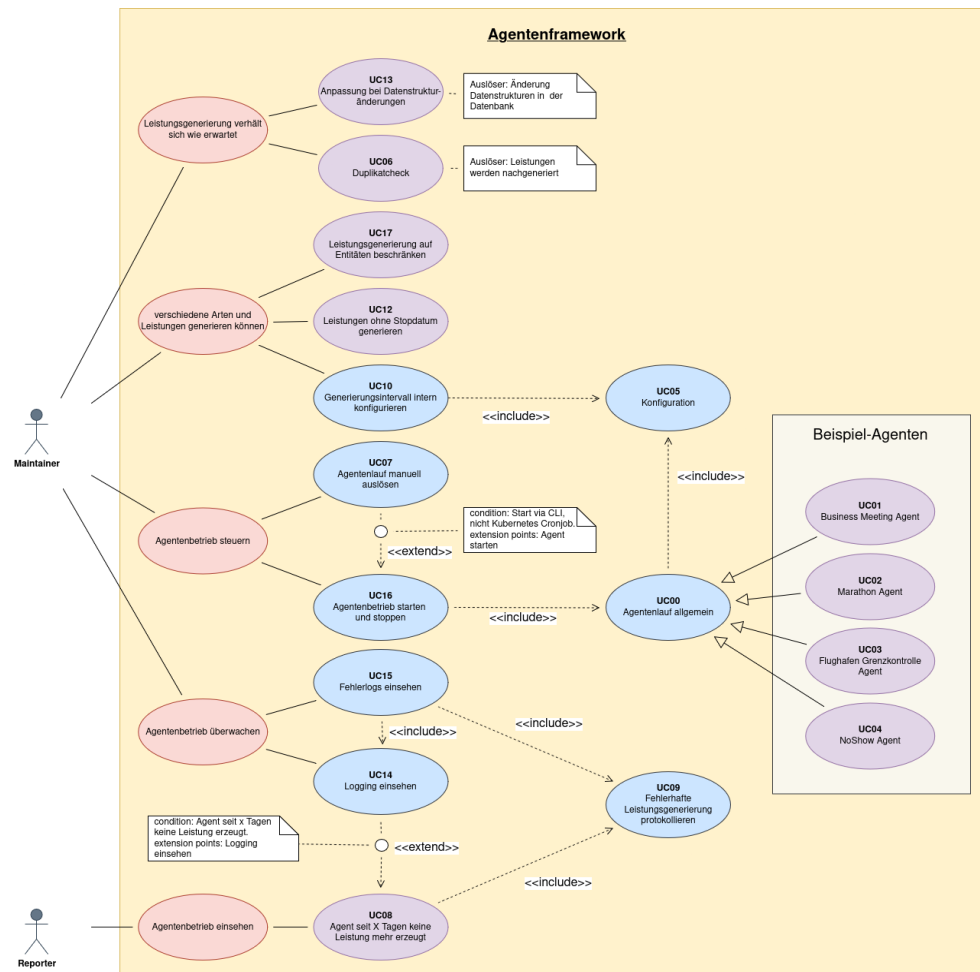 Agentenframework
UC13
Anpassung bei Datenstruktur-
änderungen
Auslöser: Änderung
Datenstrukturen in der
Datenbank
Leistungsgenerierung verhält
sich wie erwartet
UC06
Duplikatcheck
Auslöser: Leistungen
werden nachgeneriert
UC17
Leistungsgenerierung auf
Entitäten beschränken
verschiedene Arten und
Leistungen generieren können
UC12
Leistungen ohne Stopdatum
generieren
UC10
Generierungsintervall intern
konfigurieren
<<include>>
UC05
Konfiguration
Maintainer
UC07
Agentenlauf manuell
auslösen
<<include>>
Beispiel-Agenten
UC01
Business Meeting Agent
condition: Start via CLI,
nicht Kubernetes Cronjob.
extension points: Agent
starten
<<extend>>
Agentenbetrieb steuern
UC16
Agentenbetrieb starten
und stoppen
<<include>>
UC00
Agentenlauf allgemein
UC02
Marathon Agent
UC03
Flughafen Grenzkontrolle
Agent
UC04
NoShow Agent
UC15
Fehlerlogs einsehen
<<include>>
<<include>>
Agentenbetrieb überwachen
UC14
Logging einsehen
UC09
Fehlerhafte
Leistungsgenerierung
protokollieren
condition: Agent seit x Tagen
keine Leistung erzeugt.
extension points: Logging
einsehen
<<extend>>
<<include>>
Agentenbetrieb einsehen
UC08
Agent seit X Tagen keine
Leistung mehr erzeugt
Reporter